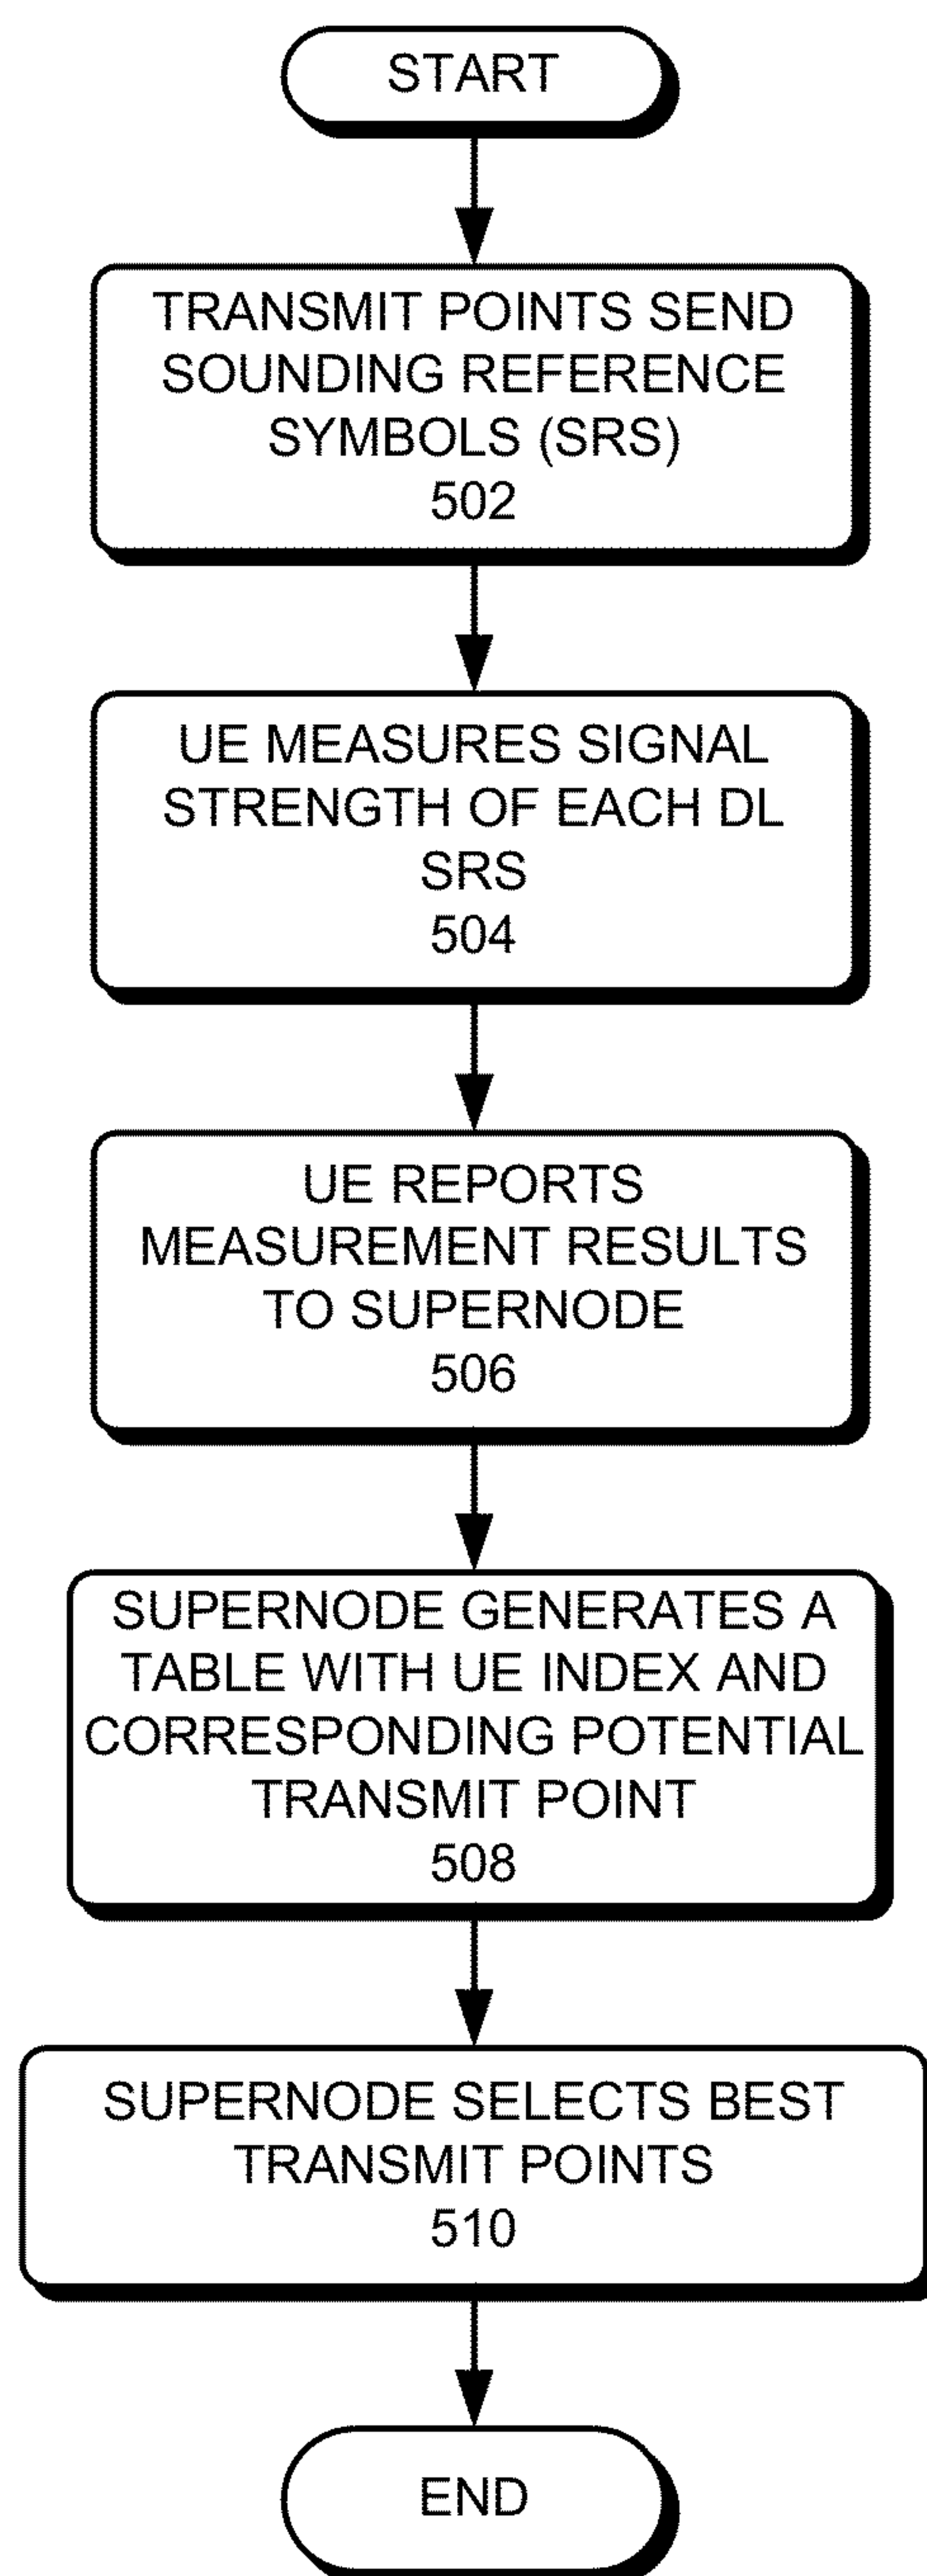 START
TRANSMIT POINTS SEND
SOUNDING REFERENCE
SYMBOLS (SRS)
502
UE MEASURES SIGNAL
STRENGTH OF EACH DL
SRS
504
UE REPORTS
MEASUREMENT RESULTS
TO SUPERNODE
506
SUPERNODE GENERATES A
TABLE WITH UE INDEX AND
CORRESPONDING POTENTIAL
TRANSMIT POINT
508
SUPERNODE SELECTS BEST
TRANSMIT POINTS
510
END